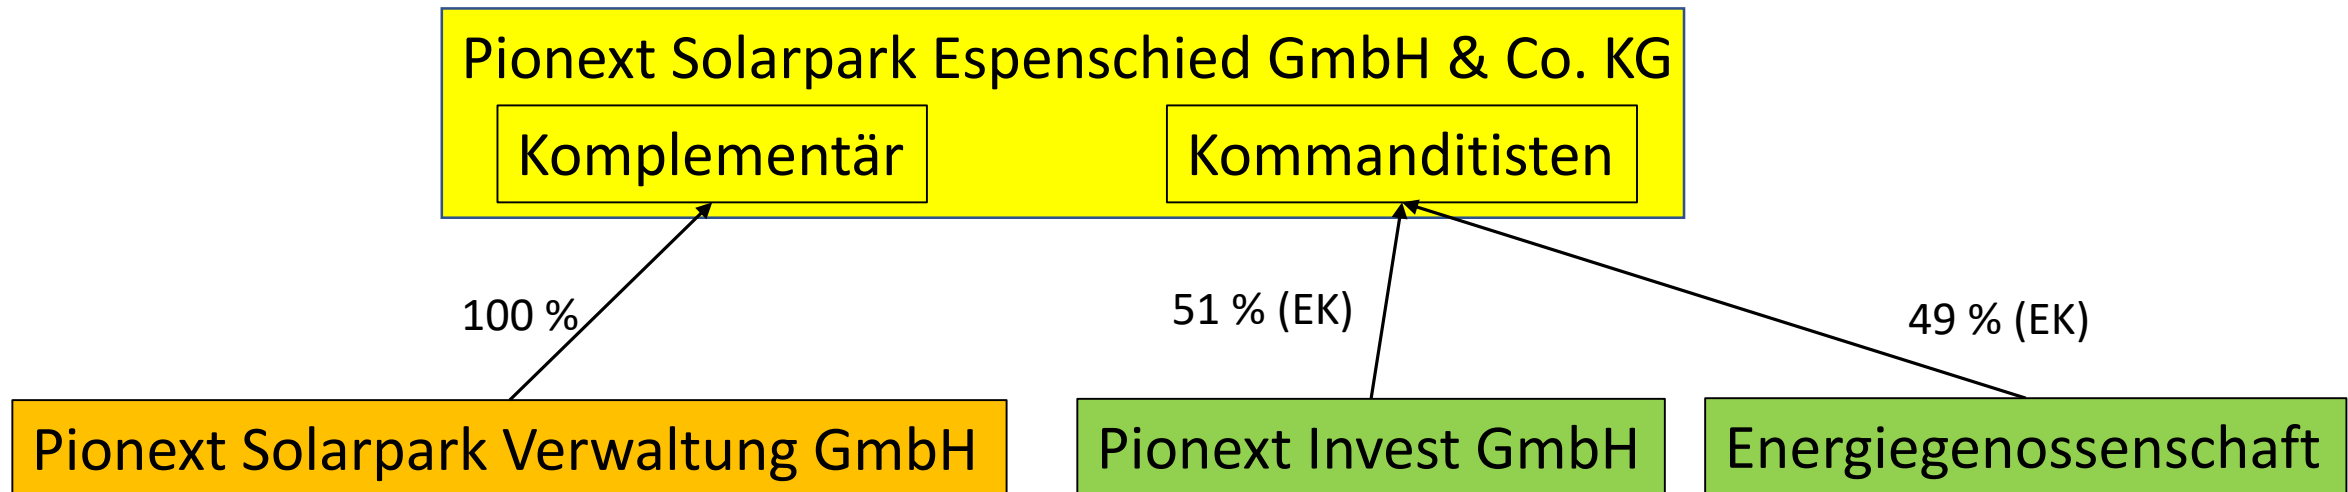 Pionext Solarpark Espenschied GmbH & Co. KG
Komplementär
Kommanditisten
100 %
51 % (EK)
49 % (EK)
Pionext Solarpark Verwaltung GmbH
Pionext Invest GmbH
Energiegenossenschaft